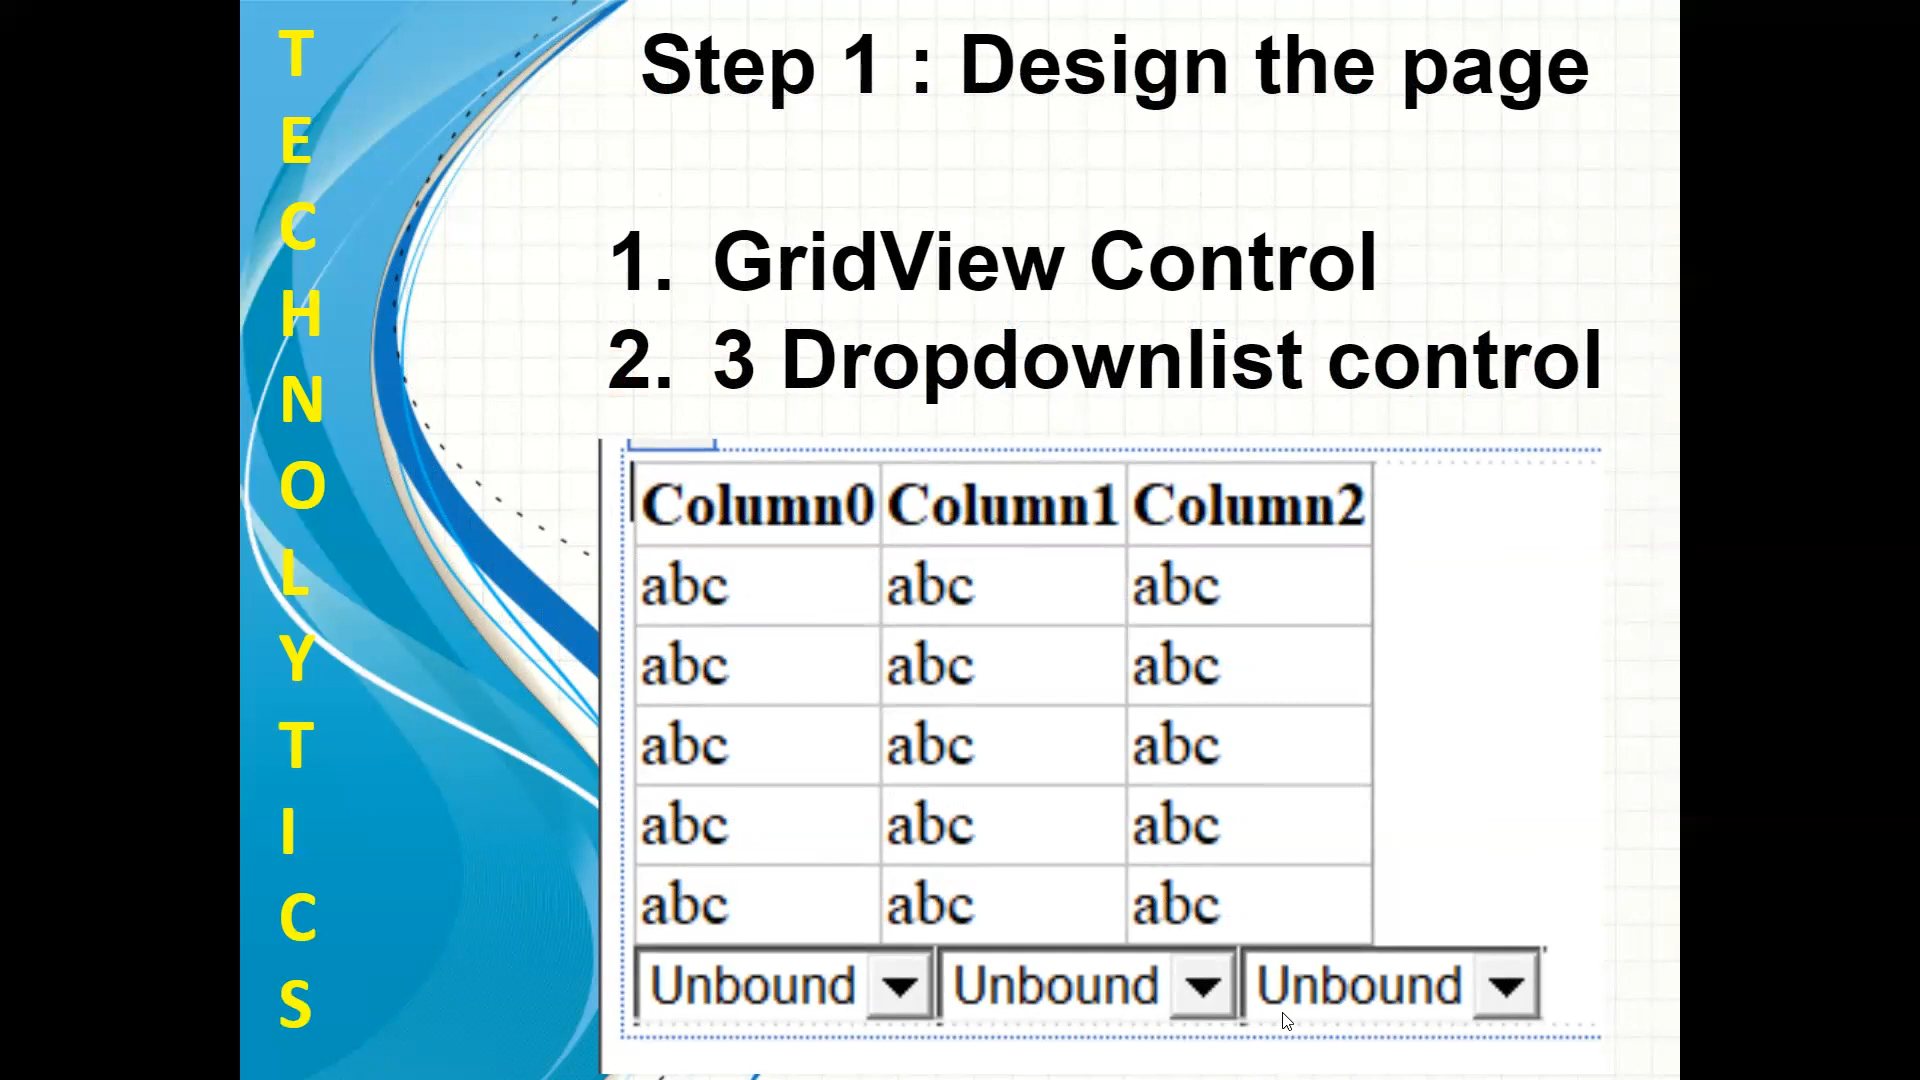 TECHNOLYTICS
Step 1 : Design the page
1. GridView Control
2. 3 Dropdownlist control
Column0 Column1 Column2
abc abc abc
abc abc abc
abc abc abc
abc abc abc
abc abc abc
Unbound Unbound Unbound